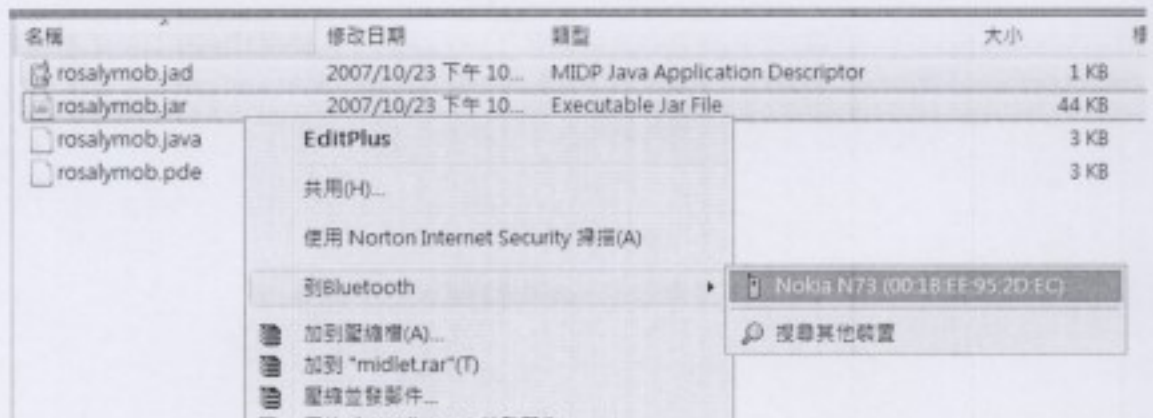 名稱 修改日期 類型 大小
rosalymob.jad 2007/10/23 下午 10... MIDP Java Application Descriptor 1 KB
rosalymob.jar 2007/10/23 下午 10... Executable Jar File 44 KB
rosalymob.java 3 KB
rosalymob.pde 3 KB
EditPlus
共用(H)...
使用 Norton Internet Security 掃描(A)
到Bluetooth
Nokia N73 (00:1B:EE:95:2D:EC)
搜尋其他裝置
加到壓縮檔(A)...
加到 "midlet.rar"(T)
壓縮並發郵件...